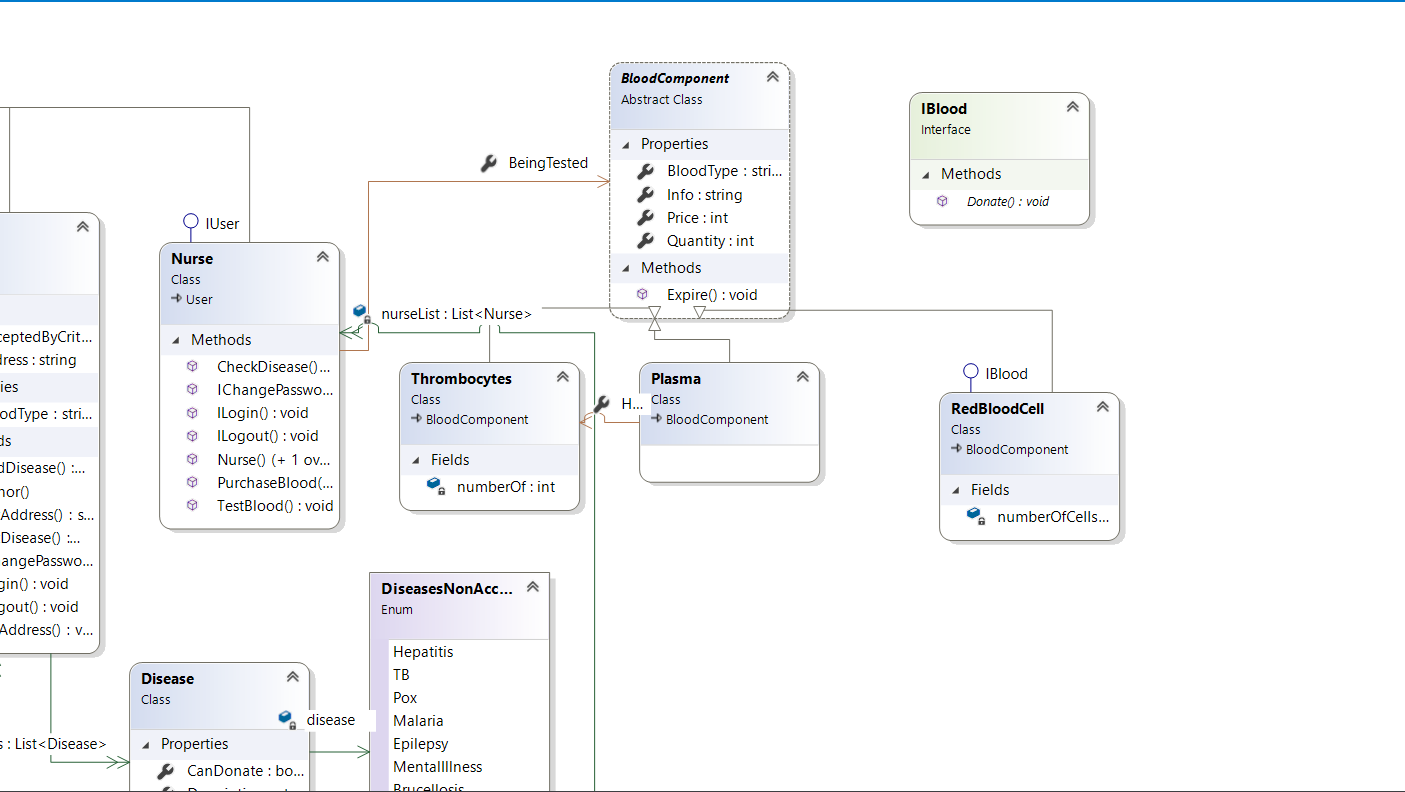 BloodComponent
Abstract Class
Properties
BloodType : stri...
Info : string
Price : int
Quantity : int
Methods
Expire() : void
IBlood
Interface
Methods
Donate() : void
BeingTested
IUser
Nurse
Class
User
Methods
CheckDisease()...
IChangePasswo...
ILogin() : void
ILogout() : void
Nurse() (+ 1 ov...
PurchaseBlood(...
TestBlood() : void
nurseList : List<Nurse>
Thrombocytes
Class
BloodComponent
Fields
numberOf : int
H...
Plasma
Class
BloodComponent
IBlood
RedBloodCell
Class
BloodComponent
Fields
numberOfCells...
ceptedByCrit...
dress : string
ies
odType : stri...
ds
dDisease() :...
nor()
Address() : s...
Disease() :...
angePasswo...
gin() : void
gout() : void
Address() : v...
s : List<Disease>
Disease
Class
disease
Properties
CanDonate : bo...
DiseasesNonAcc...
Enum
Hepatitis
TB
Pox
Malaria
Epilepsy
MentalIllness
Brucellosis